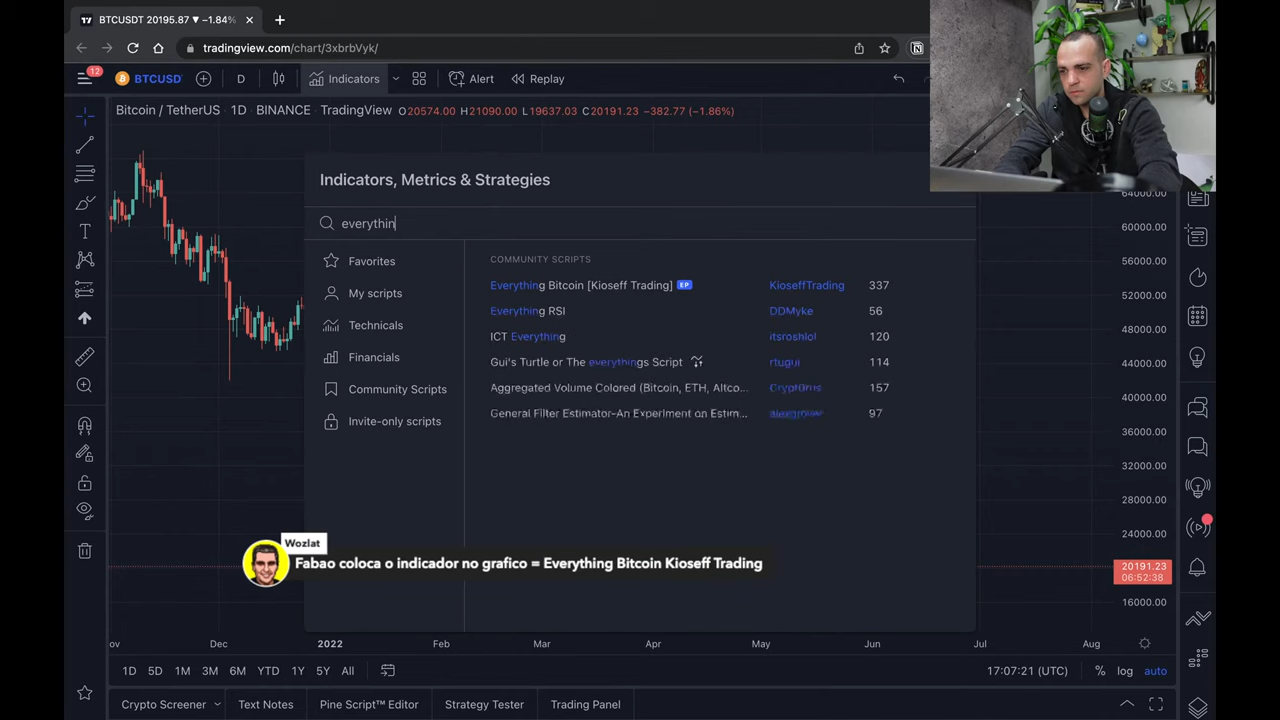 BTCUSDT 20195.87 ▼ −1.84%
tradingview.com/chart/3xbrbVyk/
12
BTCUSD
D
Indicator
Alert
Replay
Bitcoin / TetherUS · 1D · BINANCE · TradingView O20574.00 H21090.00 L19637.03 C20191.23 −382.77 (−1.86%)
Indicators, Metrics & Strategies
everythin
Favorites
My scripts
Technicals
Financials
Community Scripts
Invite-only scripts
COMMUNITY SCRIPTS
Everything Bitcoin [Kioseff Trading] EP KioseffTrading 337
Everything RSI DDMyke 56
ICT Everything itsroshlol 120
Gui's Turtle or The everythings Script rtugui 114
Aggregated Volume Colored (Bitcoin, ETH, Altco... 157
General Filter Estimator-An Experiment on Estim... 97
Wozlat
Fabao coloca o indicador no grafico = Everything Bitcoin Kioseff Trading
64000.00
60000.00
56000.00
52000.00
48000.00
44000.00
40000.00
36000.00
32000.00
28000.00
24000.00
20191.23
06:52:38
16000.00
ov Dec 2022 Feb Mar Apr May Jun Jul Aug
1D 5D 1M 3M 6M YTD 1Y 5Y All
17:07:21 (UTC) % log auto
Crypto Screener Text Notes Pine Script™ Editor Strategy Tester Trading Panel